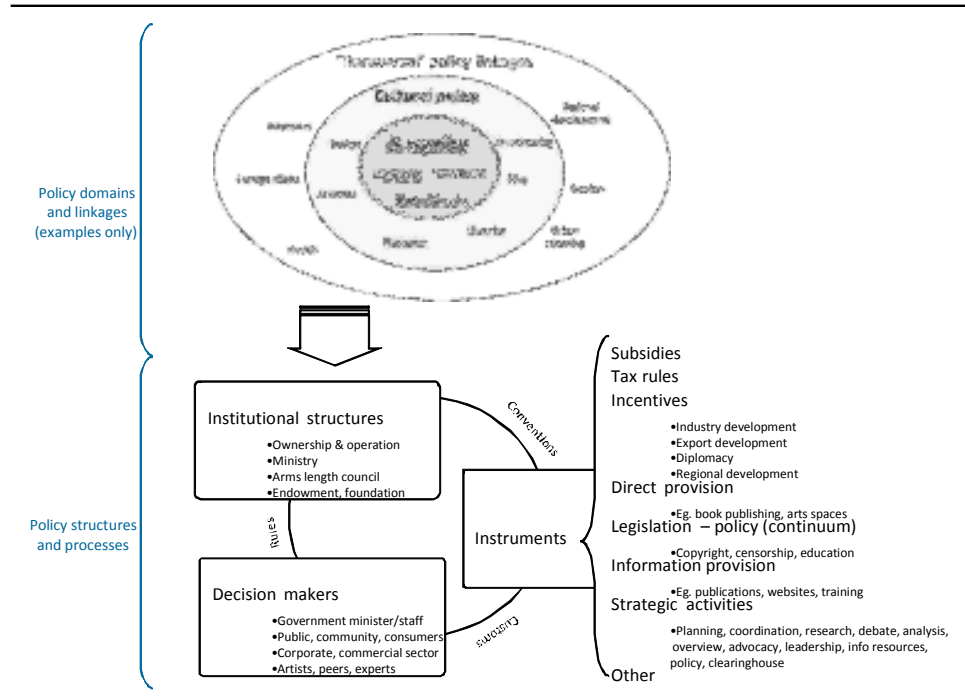 policy linkages
Cultural policy
Policy domains
and linkages
(examples only)
Subsidies
Tax rules
Incentives
•Industry development
•Export development
•Diplomacy
•Regional development
Direct provision
•Eg. book publishing, arts spaces
Legislation – policy (continuum)
•Copyright, censorship, education
Information provision
•Eg. publications, websites, training
Strategic activities
•Planning, coordination, research, debate, analysis,
overview, advocacy, leadership, info resources,
policy, clearinghouse
Other
Institutional structures
•Ownership & operation
•Ministry
•Arms length council
•Endowment, foundation
Conventions
Rules
Instruments
Policy structures
and processes
Decision makers
•Government minister/staff
•Public, community, consumers
•Corporate, commercial sector
•Artists, peers, experts
Customs